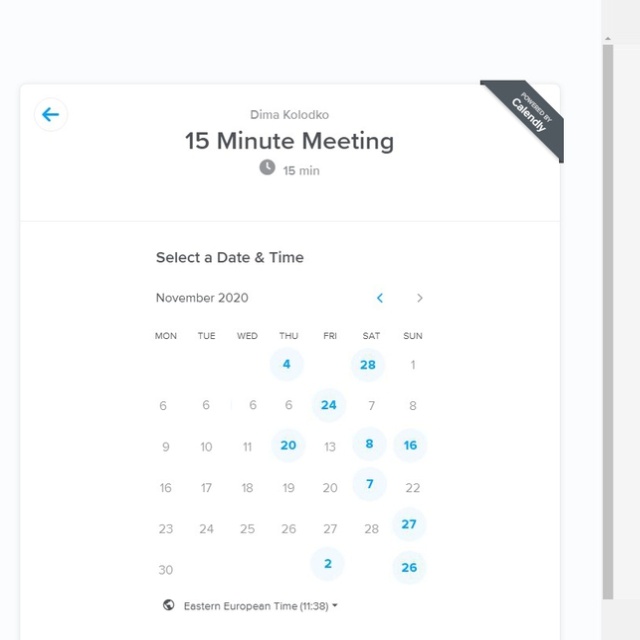 POWERED BY
Calendly
Dima Kolodko
15 Minute Meeting
15 min
Select a Date & Time
November 2020
MON TUE WED THU FRI SAT SUN
4 28 1
6 6 6 6 24 7 8
9 10 11 20 13 8 16
16 17 18 19 20 7 22
23 24 25 26 27 28 27
30 2 26
Eastern European Time (11:38)